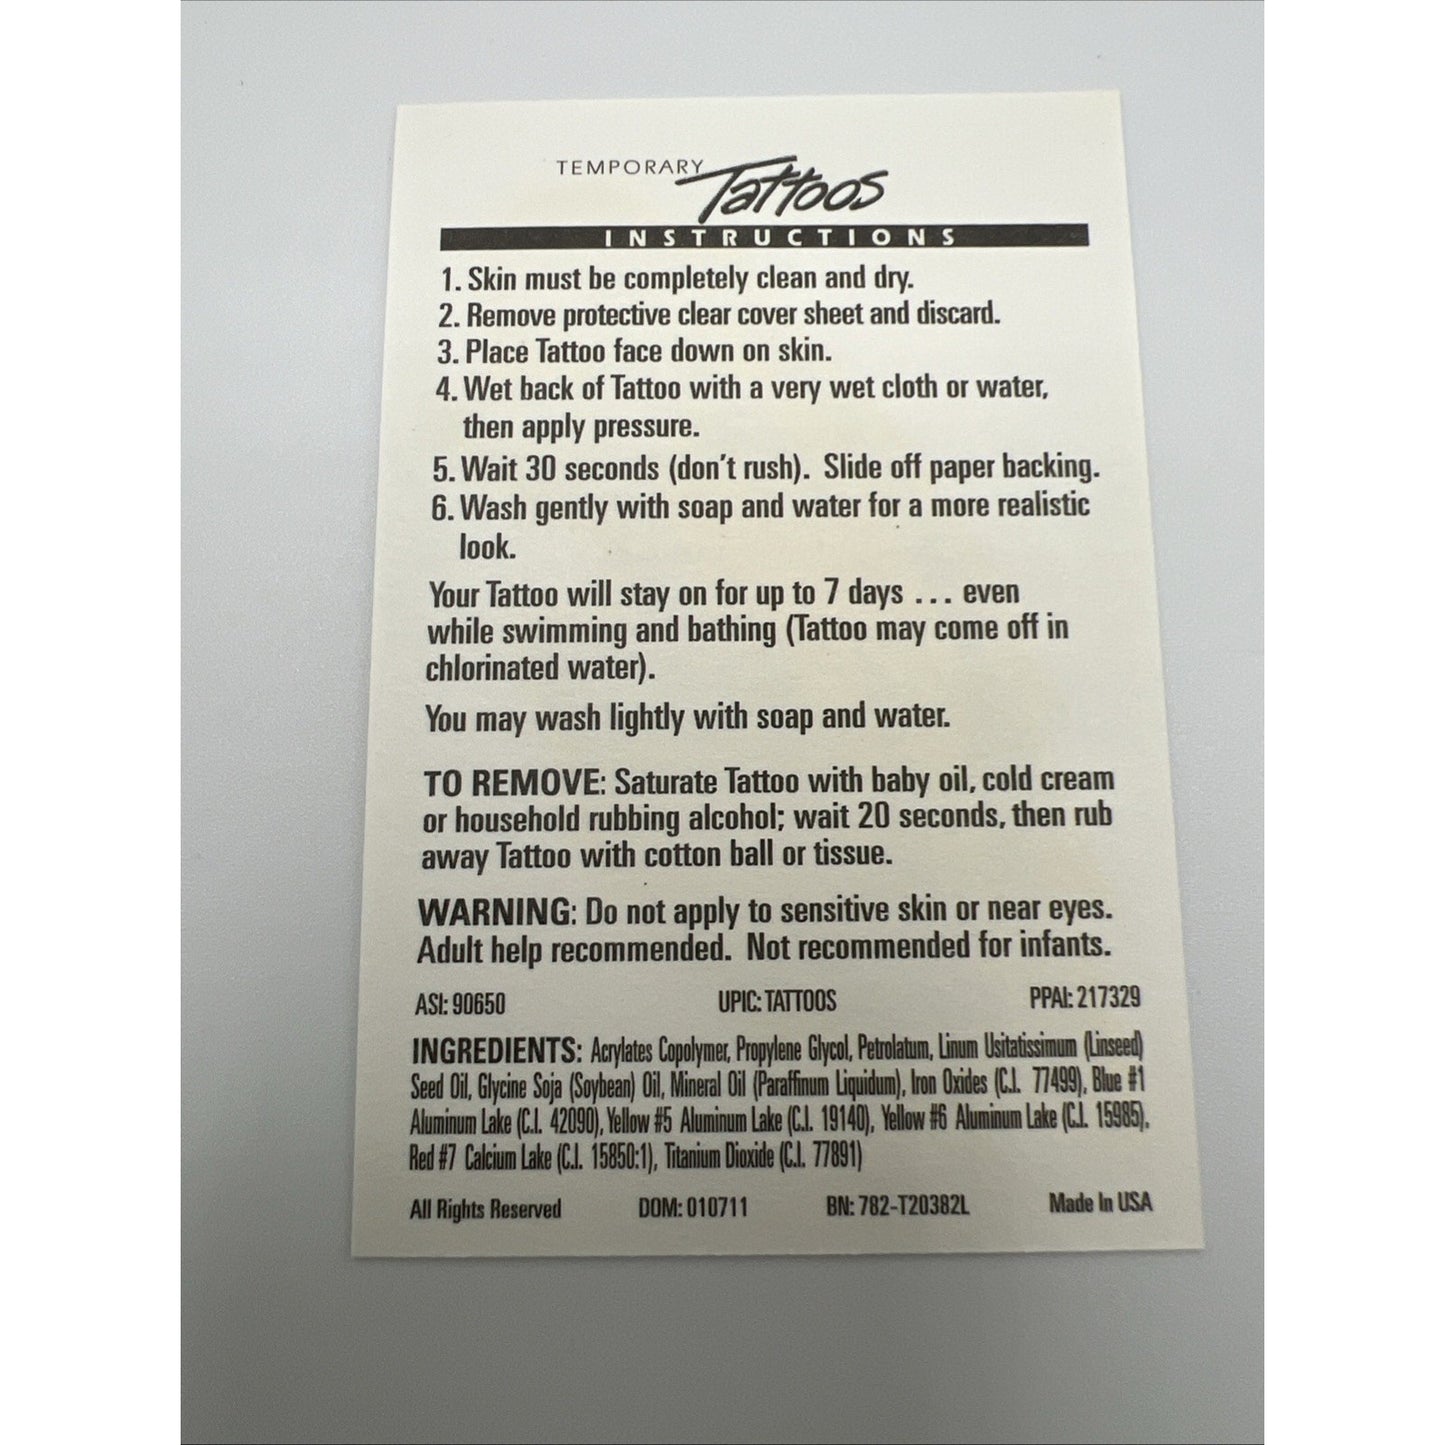 TEMPORARY Tattoos
INSTRUCTIONS
1. Skin must be completely clean and dry.
2. Remove protective clear cover sheet and discard.
3. Place Tattoo face down on skin.
4. Wet back of Tattoo with a very wet cloth or water,
then apply pressure.
5. Wait 30 seconds (don't rush). Slide off paper backing.
6. Wash gently with soap and water for a more realistic
look.
Your Tattoo will stay on for up to 7 days ... even
while swimming and bathing (Tattoo may come off in
chlorinated water).
You may wash lightly with soap and water.
TO REMOVE: Saturate Tattoo with baby oil, cold cream
or household rubbing alcohol; wait 20 seconds, then rub
away Tattoo with cotton ball or tissue.
WARNING: Do not apply to sensitive skin or near eyes.
Adult help recommended. Not recommended for infants.
ASI: 90650 UPIC: TATTOOS PPAI: 217329
INGREDIENTS: Acrylates Copolymer, Propylene Glycol, Petrolatum, Linum Usitatissimum (Linseed)
Seed Oil, Glycine Soja (Soybean) Oil, Mineral Oil (Paraffinum Liquidum), Iron Oxides (C.I. 77499), Blue #1
Aluminum Lake (C.I. 42090), Yellow #5 Aluminum Lake (C.I. 19140), Yellow #6 Aluminum Lake (C.I. 15985),
Red #7 Calcium Lake (C.I. 15850:1), Titanium Dioxide (C.I. 77891)
All Rights Reserved DOM: 010711 BN: 782-T20382L Made In USA